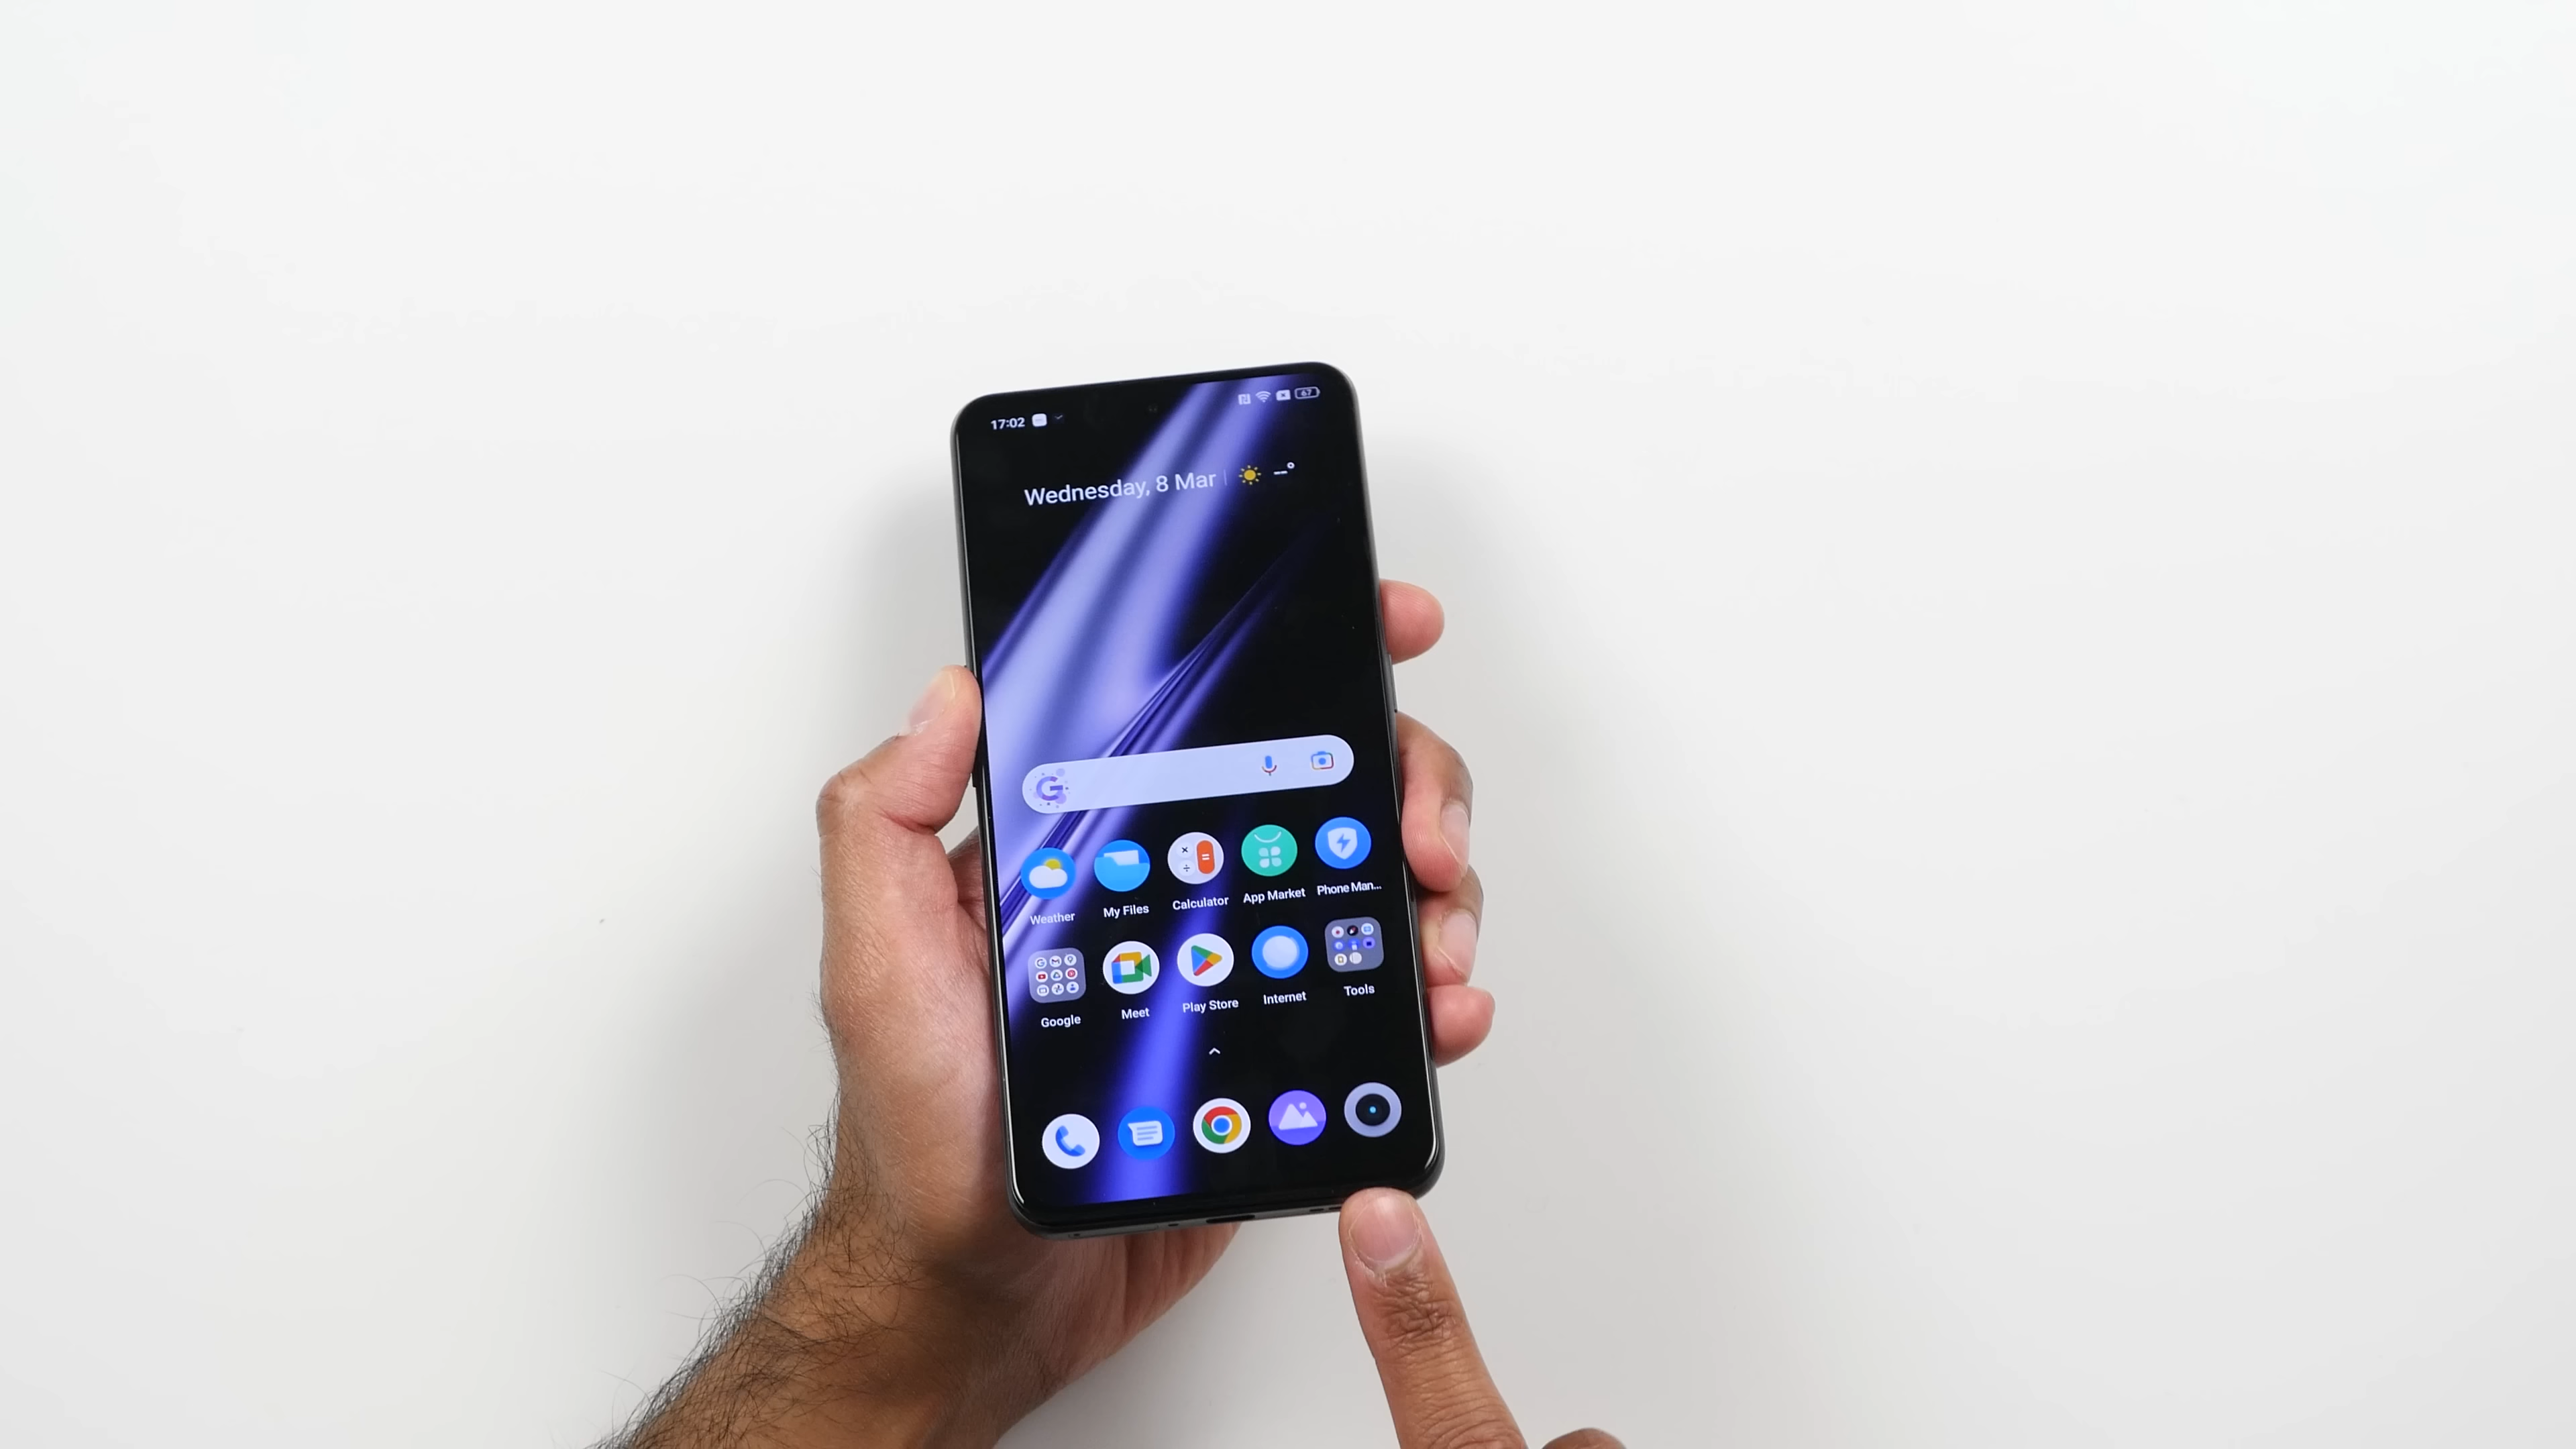 17:02 67
Wednesday, 8 Mar --°
Weather My Files Calculator App Market Phone Man...
Google Meet Play Store Internet Tools